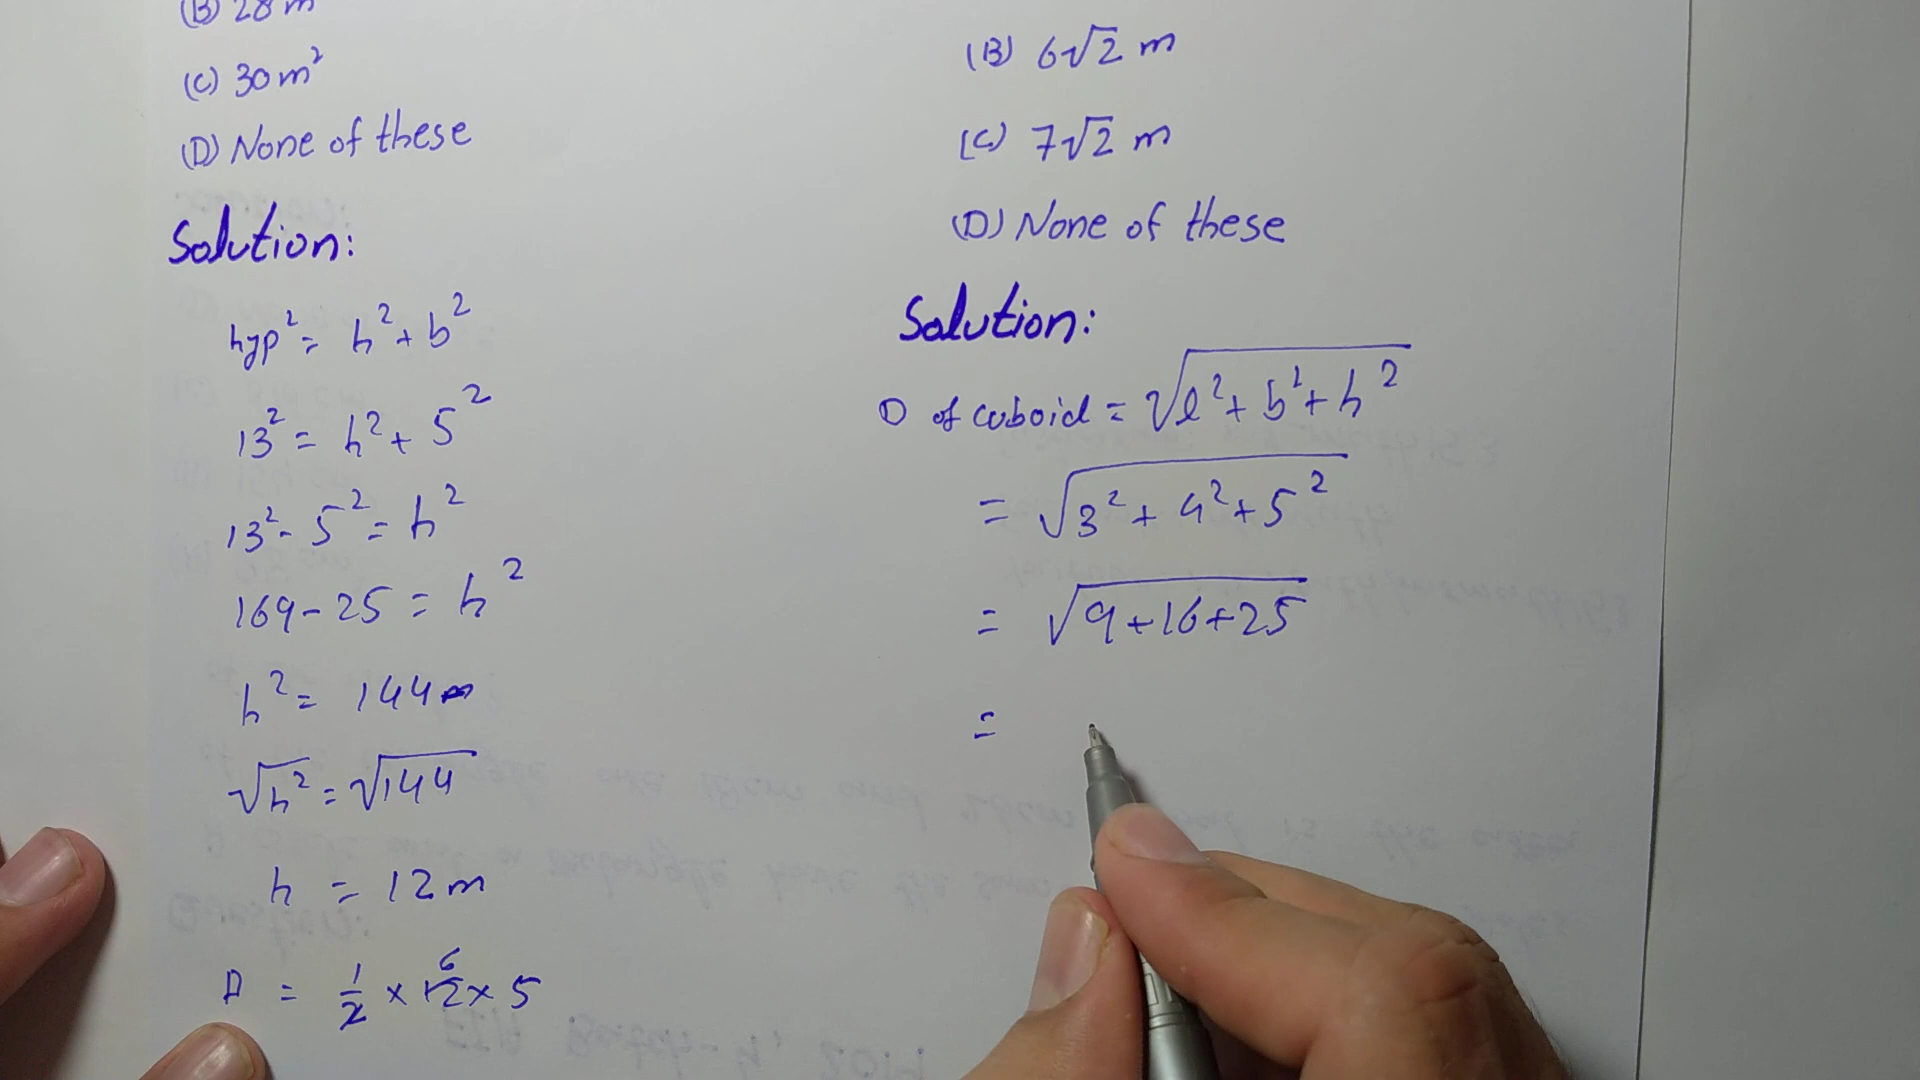 (B) 28 m
(C) 30 m²
(D) None of these
Solution:
hyp² = h² + b²
13² = h² + 5²
13² - 5² = h²
169 - 25 = h²
h² = 144
√h² = √144
h = 12 m
A = 1/2 × 12 × 5
6
(B) 6√2 m
(C) 7√2 m
(D) None of these
Solution:
D of cuboid = √l² + b² + h²
= √3² + 4² + 5²
= √9 + 16 + 25
=